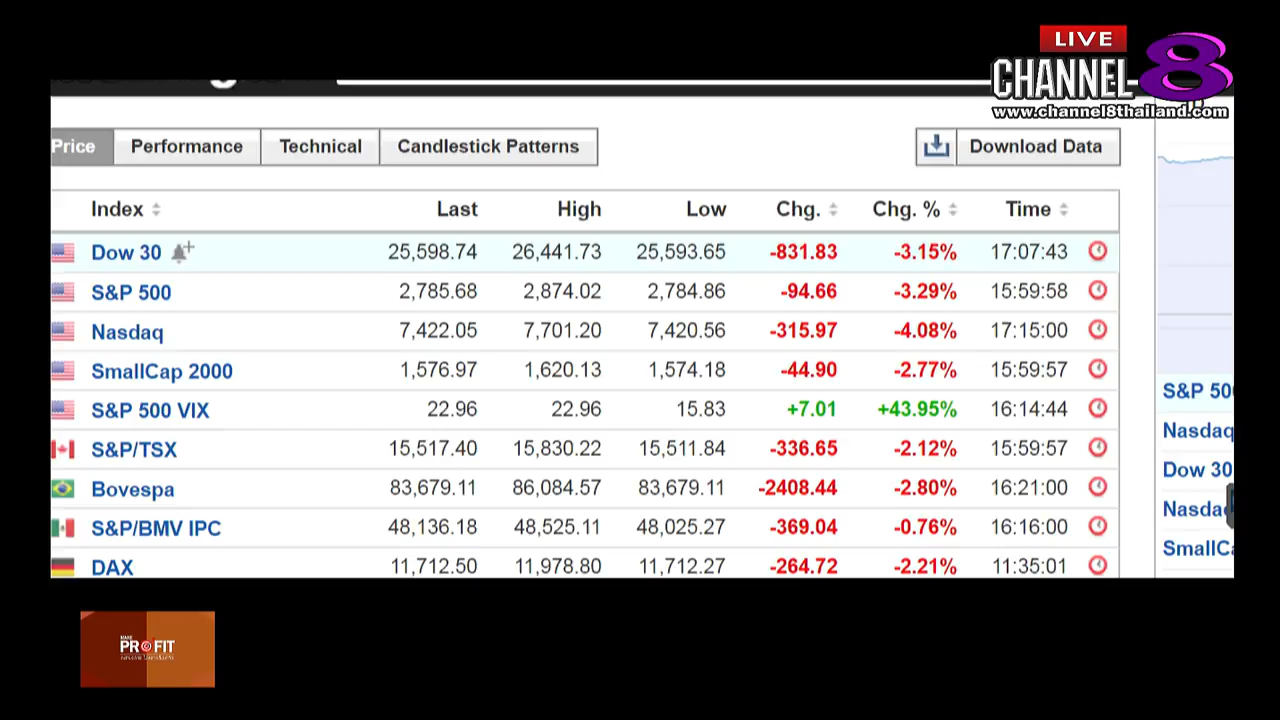 LIVE
CHANNEL 8
www.channel8thailand.com
Price Performance Technical Candlestick Patterns Download Data
Index Last High Low Chg. Chg. % Time
Dow 30 25,598.74 26,441.73 25,593.65 -831.83 -3.15% 17:07:43
S&P 500 2,785.68 2,874.02 2,784.86 -94.66 -3.29% 15:59:58
Nasdaq 7,422.05 7,701.20 7,420.56 -315.97 -4.08% 17:15:00
SmallCap 2000 1,576.97 1,620.13 1,574.18 -44.90 -2.77% 15:59:57
S&P 500 VIX 22.96 22.96 15.83 +7.01 +43.95% 16:14:44
S&P/TSX 15,517.40 15,830.22 15,511.84 -336.65 -2.12% 15:59:57
Bovespa 83,679.11 86,084.57 83,679.11 -2408.44 -2.80% 16:21:00
S&P/BMV IPC 48,136.18 48,525.11 48,025.27 -369.04 -0.76% 16:16:00
DAX 11,712.50 11,978.80 11,712.27 -264.72 -2.21% 11:35:01
S&P 50
Nasdaq
Dow 30
Nasda
SmallC
MAKE
PROFIT